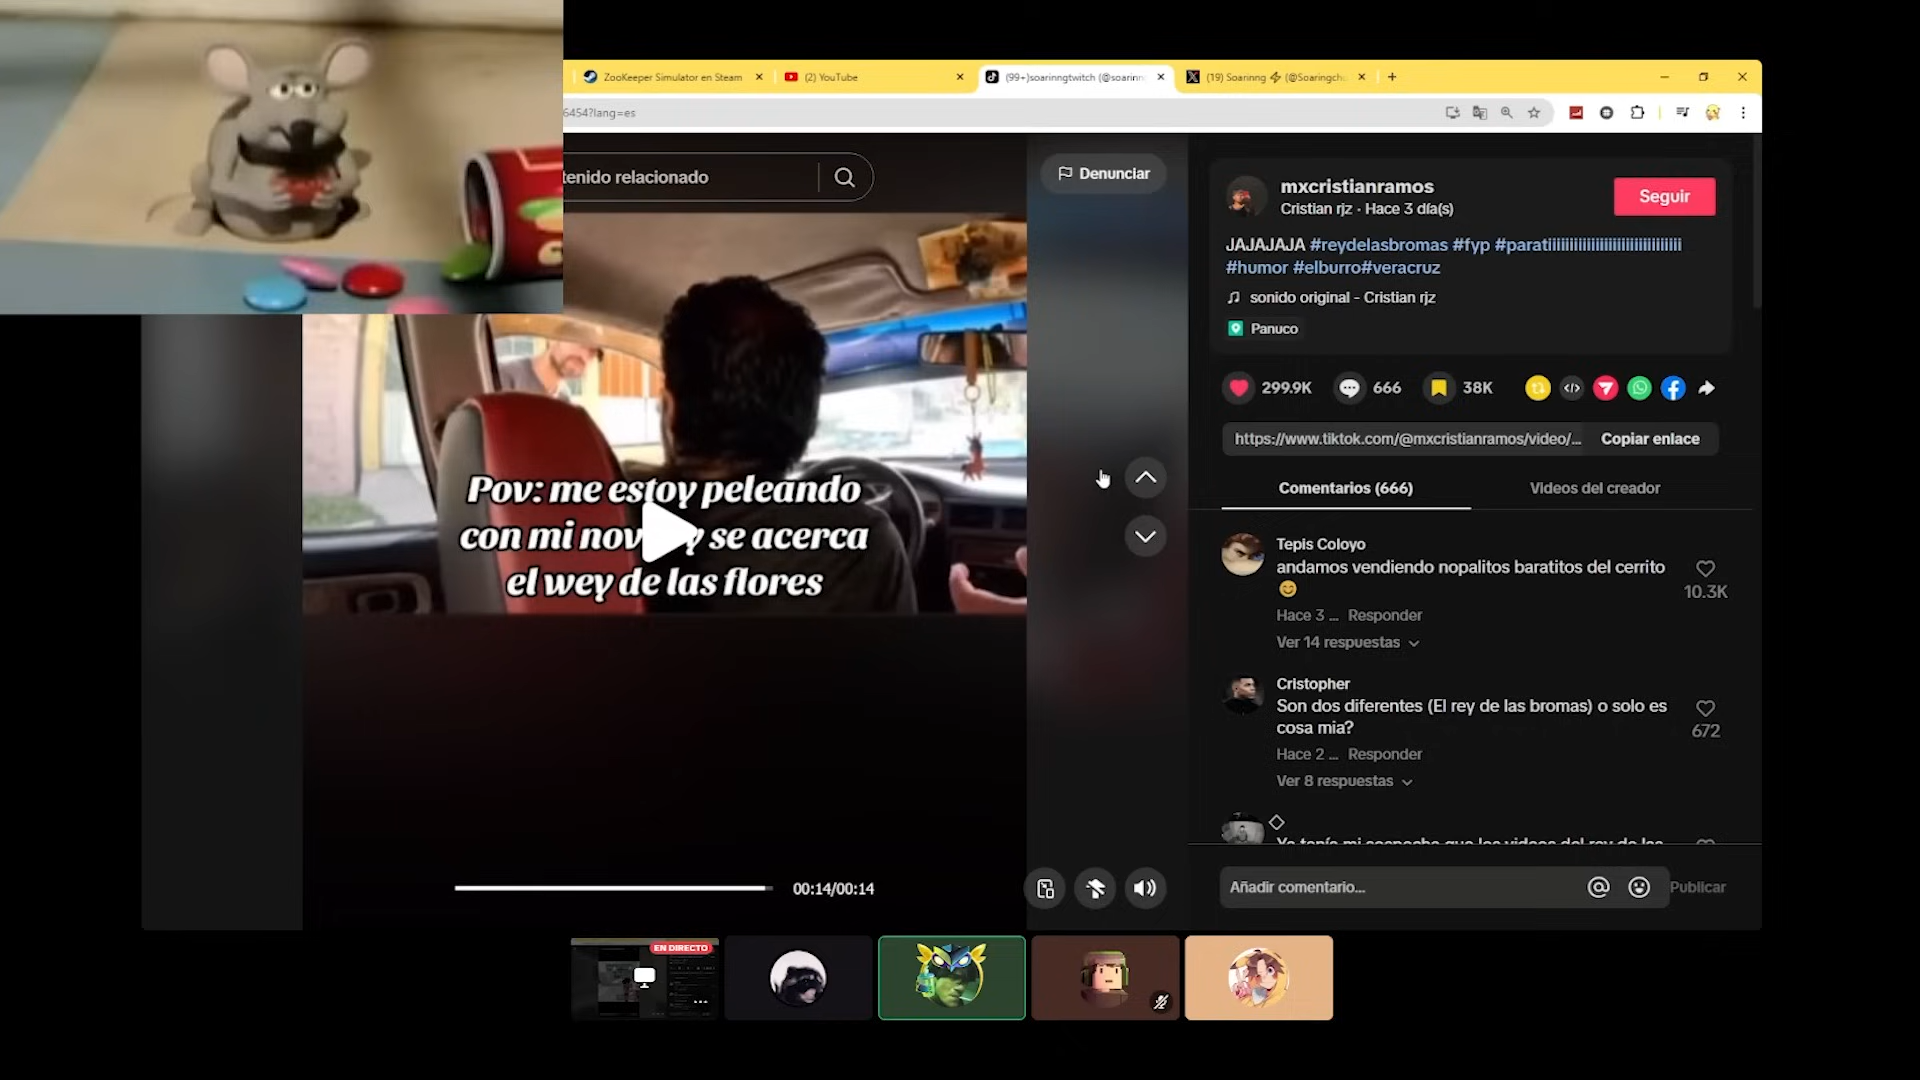 ZooKeeper Simulator en Steam
(2) YouTube
(99+)soarinngtwitch (@soarinn
(19) Soarinng ⚡ (@Soaringch
6454?lang=es
tenido relacionado
Denunciar
mxcristianramos
Cristian rjz · Hace 3 día(s)
Seguir
JAJAJAJA #reydelasbromas #fyp #paratiiiiiiiiiiiiiiiiiiiiiiiiiiiiiii
#humor #elburro#veracruz
sonido original - Cristian rjz
Panuco
299.9K
666
38K
https://www.tiktok.com/@mxcristianramos/video/...
Copiar enlace
Comentarios (666)
Videos del creador
Pov: me estoy peleando
con mi nov y se acerca
el wey de las flores
Tepis Coloyo
andamos vendiendo nopalitos baratitos del cerrito
😊
10.3K
Hace 3 ... Responder
Ver 14 respuestas
Cristopher
Son dos diferentes (El rey de las bromas) o solo es
cosa mia?
672
Hace 2 ... Responder
Ver 8 respuestas
00:14/00:14
Añadir comentario...
Publicar
EN DIRECTO